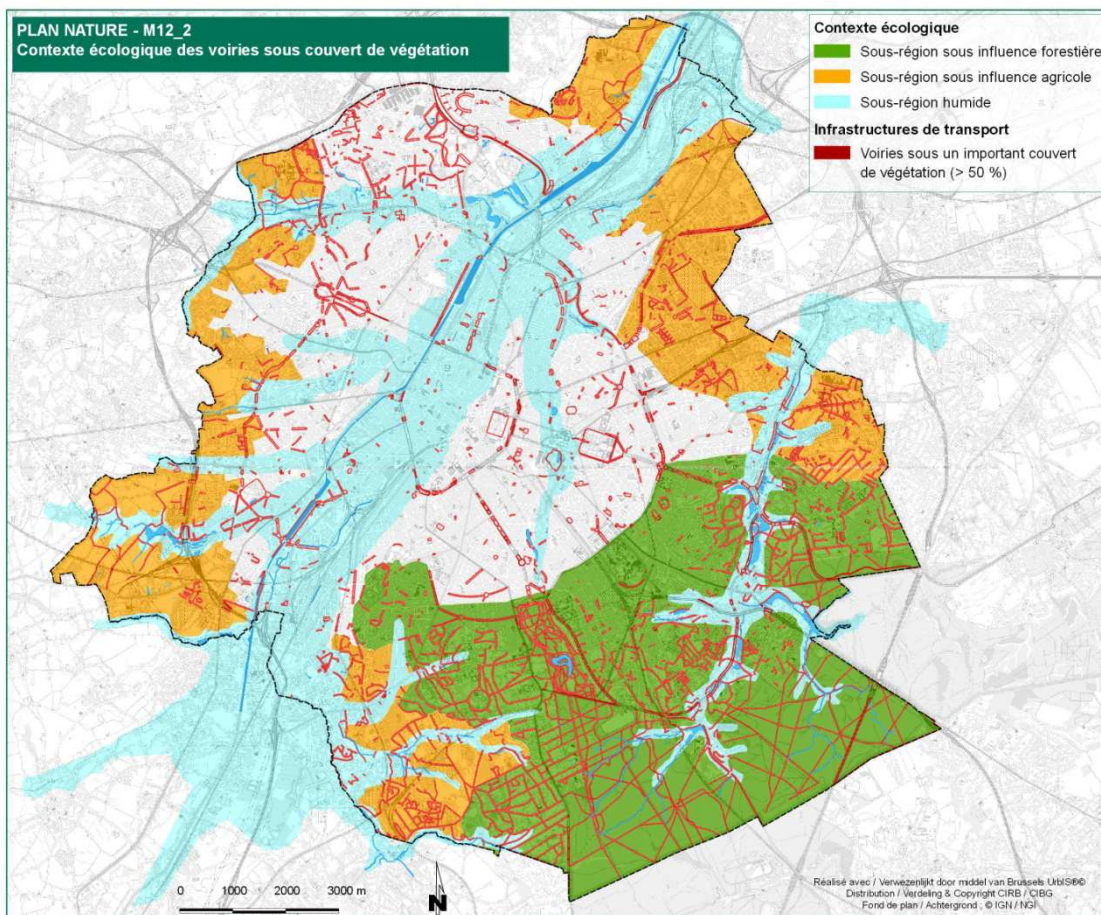 PLAN NATURE - M12_2
Contexte écologique des voiries sous couvert de végétation
Contexte écologique
Sous-région sous influence forestière
Sous-région sous influence agricole
Sous-région humide
Infrastructures de transport
Voiries sous un important couvert
de végétation (> 50 %)
0 1000 2000 3000 m
N
Réalisé avec / Verwezenlijkt door middel van Brussels UrbIS®©
Distribution / Verdeling & Copyright CIRB / CIBG
Fond de plan / Achtergrond : © IGN / NGI